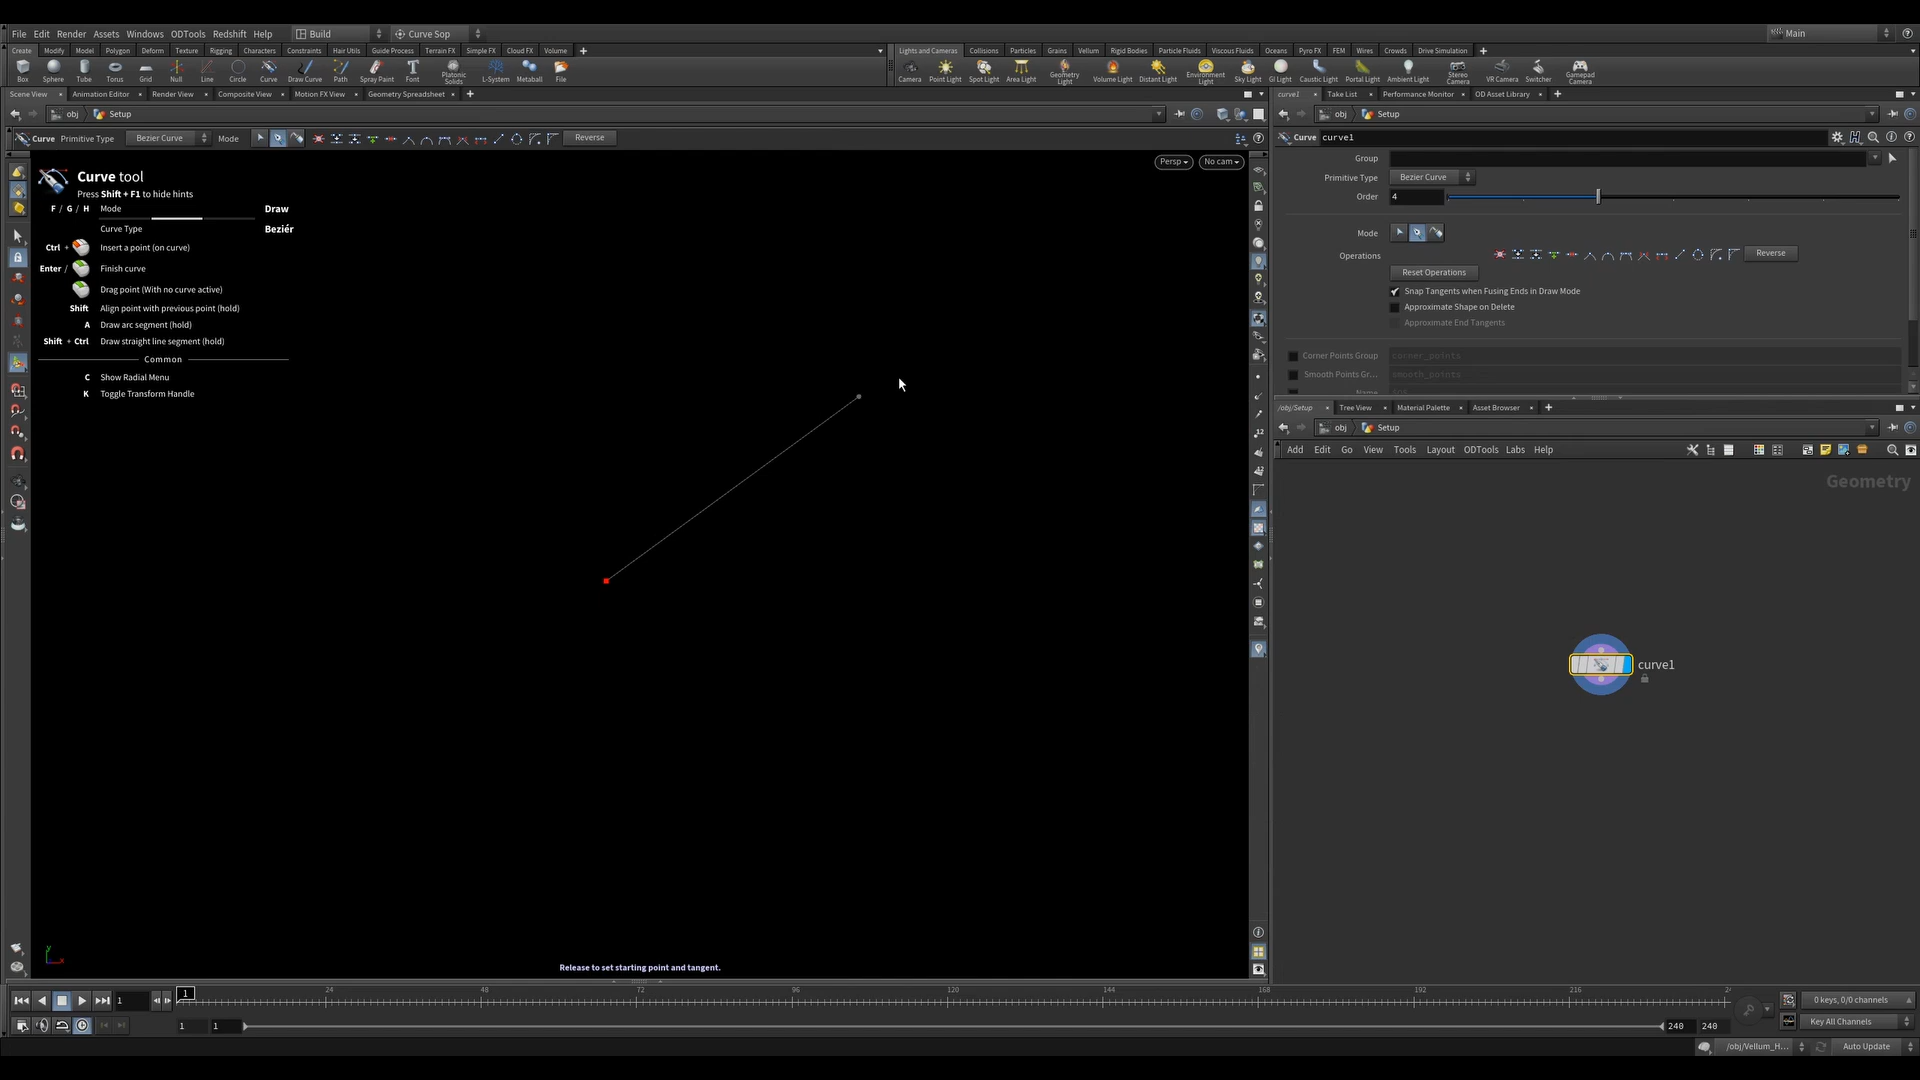 File Edit Render Assets Windows ODTools Redshift Help Build Curve Sop Main
Create Modify Model Polygon Deform Texture Rigging Characters Constraints Hair Utils Guide Process Terrain FX Simple FX Cloud FX Volume
Lights and Cameras Collisions Particles Grains Vellum Rigid Bodies Particle Fluids Viscous Fluids Oceans Pyro FX FEM Wires Crowds Drive Simulation
Box Sphere Tube Torus Grid Null Line Circle Curve Draw Curve Path Spray Paint Font Platonic Solids L-System Metaball File
Camera Point Light Spot Light Area Light Geometry Light Volume Light Distant Light Environment Light Sky Light GI Light Caustic Light Portal Light Ambient Light Stereo Camera VR Camera Switcher Gamepad Camera
Scene View Animation Editor Render View Composite View Motion FX View Geometry Spreadsheet
curve1 Take List Performance Monitor OD Asset Library
obj Setup
obj Setup
Curve Primitive Type Bezier Curve Mode Reverse
Curve curve1
Persp No cam
Curve tool
Press Shift + F1 to hide hints
F / G / H Mode Draw
Curve Type Beziér
Ctrl + Insert a point (on curve)
Enter / Finish curve
Drag point (With no curve active)
Shift Align point with previous point (hold)
A Draw arc segment (hold)
Shift + Ctrl Draw straight line segment (hold)
Common
C Show Radial Menu
K Toggle Transform Handle
Release to set starting point and tangent.
y
x
Group
Primitive Type Bezier Curve
Order 4
Mode
Operations Reverse
Reset Operations
Snap Tangents when Fusing Ends in Draw Mode
Approximate Shape on Delete
Approximate End Tangents
Corner Points Group corner_points
Smooth Points Gr... smooth_points
/obj/Setup Tree View Material Palette Asset Browser
obj Setup
Add Edit Go View Tools Layout ODTools Labs Help
Geometry
curve1
1 1 24 48 72 96 120 144 168 192 216
0 keys, 0/0 channels
1 1 240 240
Key All Channels
/obj/Vellum_H... Auto Update